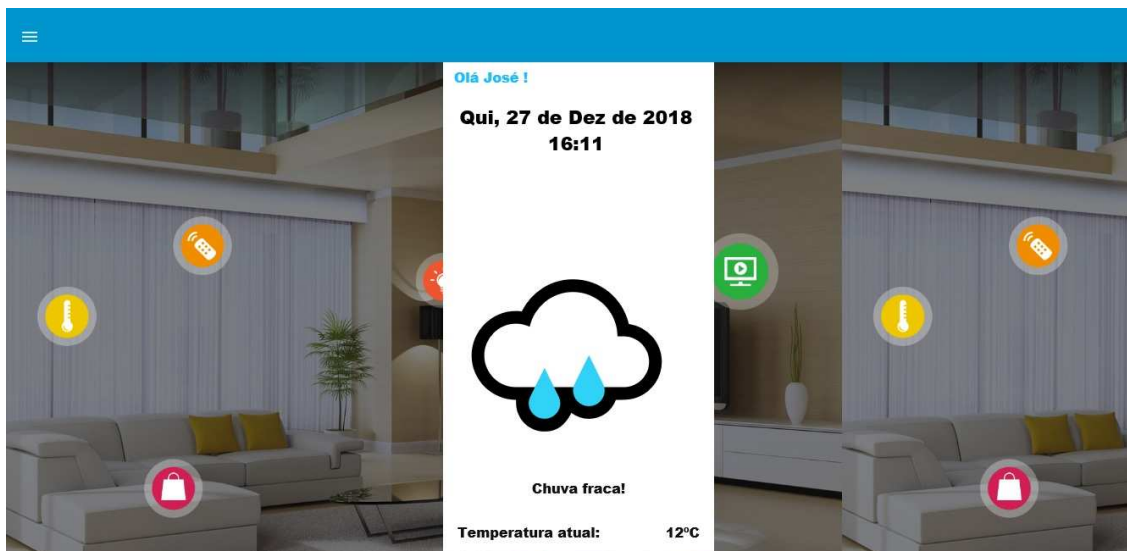 Olá José !
Qui, 27 de Dez de 2018
16:11
Chuva fraca!
Temperatura atual: 12ºC